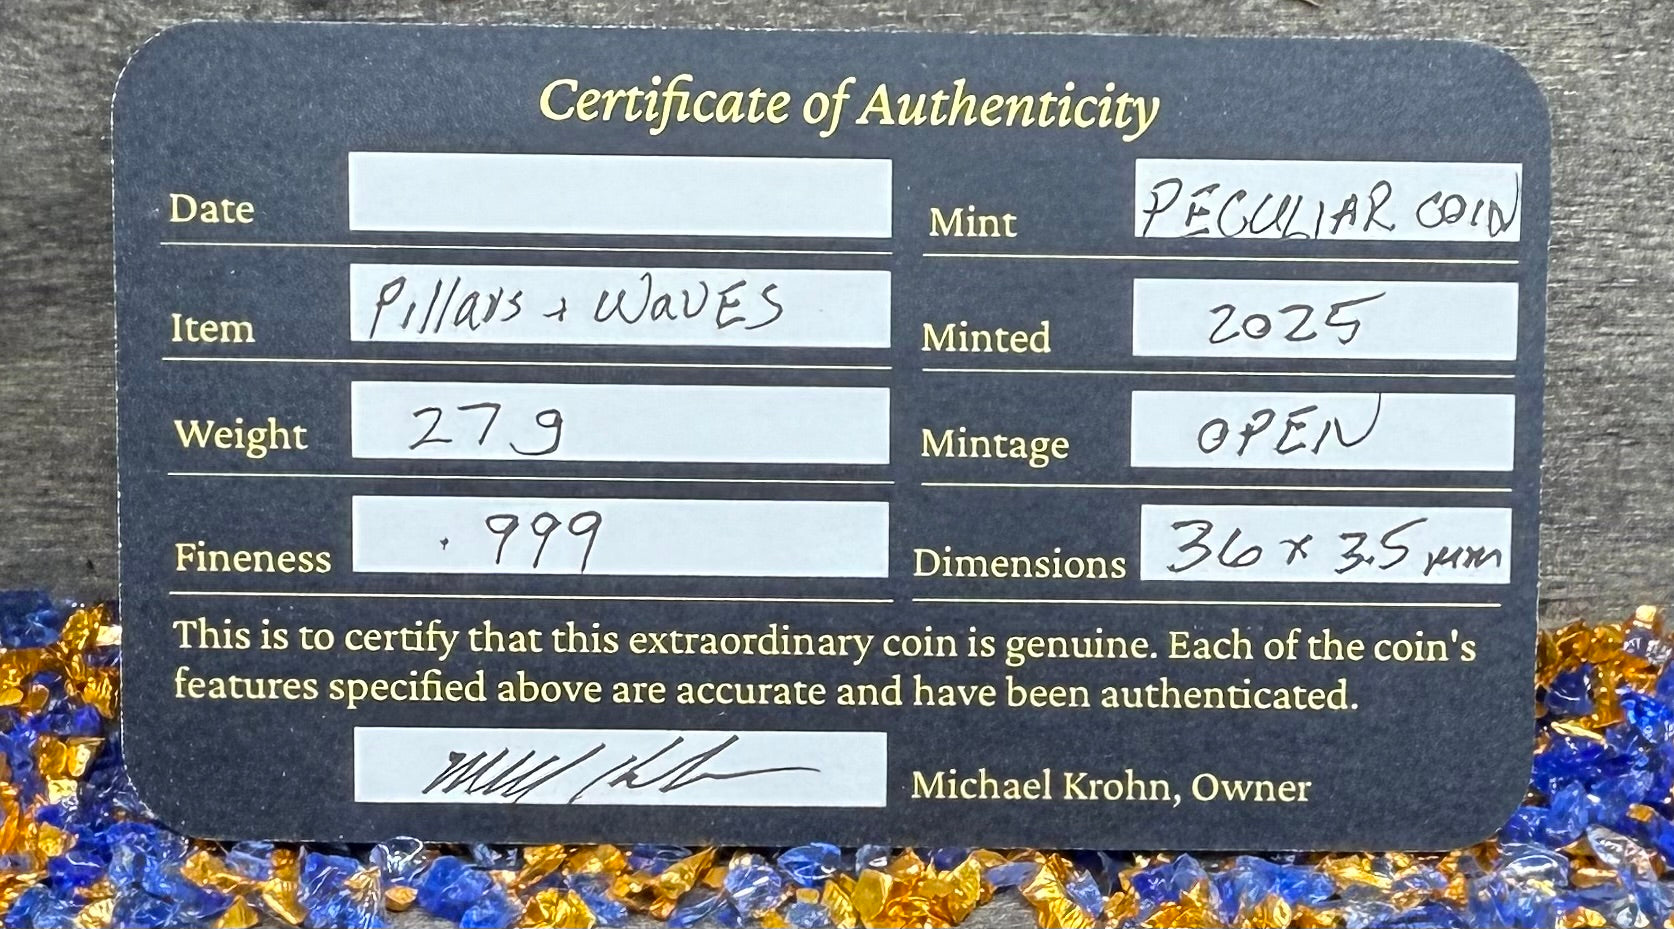 Certificate of Authenticity
Date
Mint PECULIAR COIN
Item Pillars + WaVES
Minted 2025
Weight 27g
Mintage OPEN
Fineness .999
Dimensions 36 x 3.5 mm
This is to certify that this extraordinary coin is genuine. Each of the coin's
features specified above are accurate and have been authenticated.
Michael Krohn, Owner